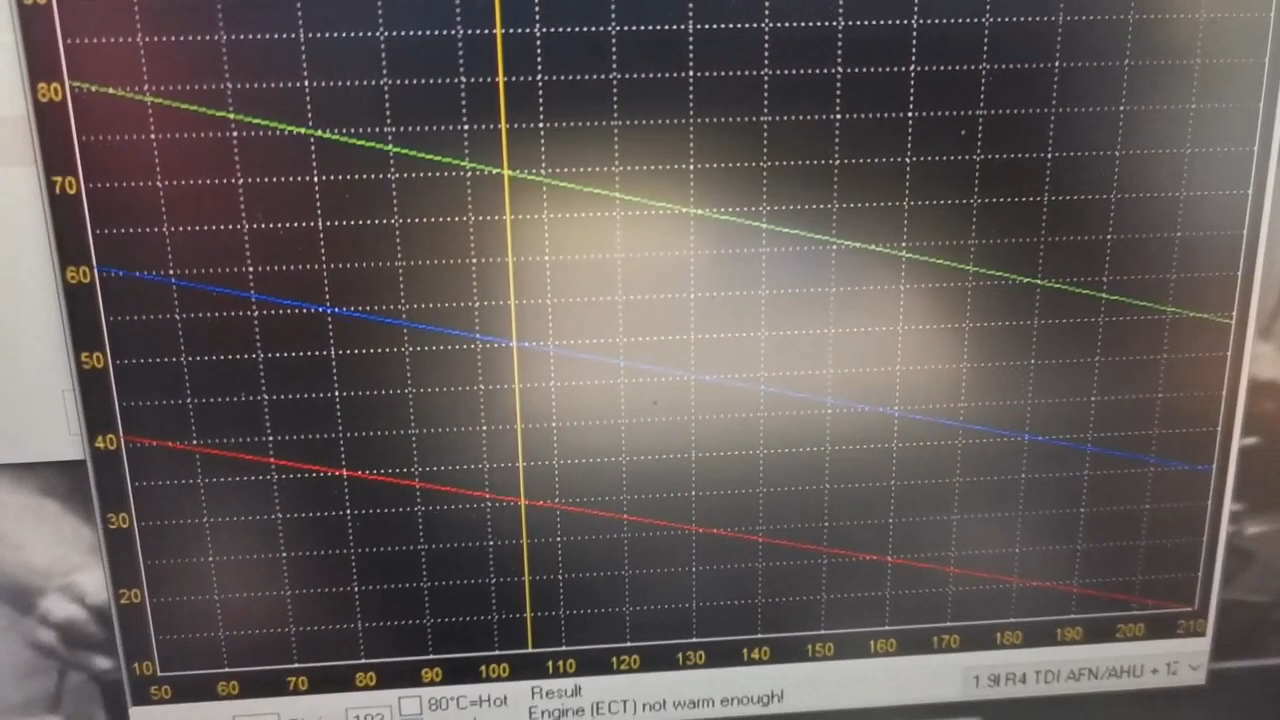 80
70
60
50
40
30
20
10
50 60 70 80 90 100 110 120 130 140 150 160 170 180 190 200 210
80°C=Hot
Result
Engine (ECT) not warm enough!
1.9l R4 TDI AFN/AHU + 1Z